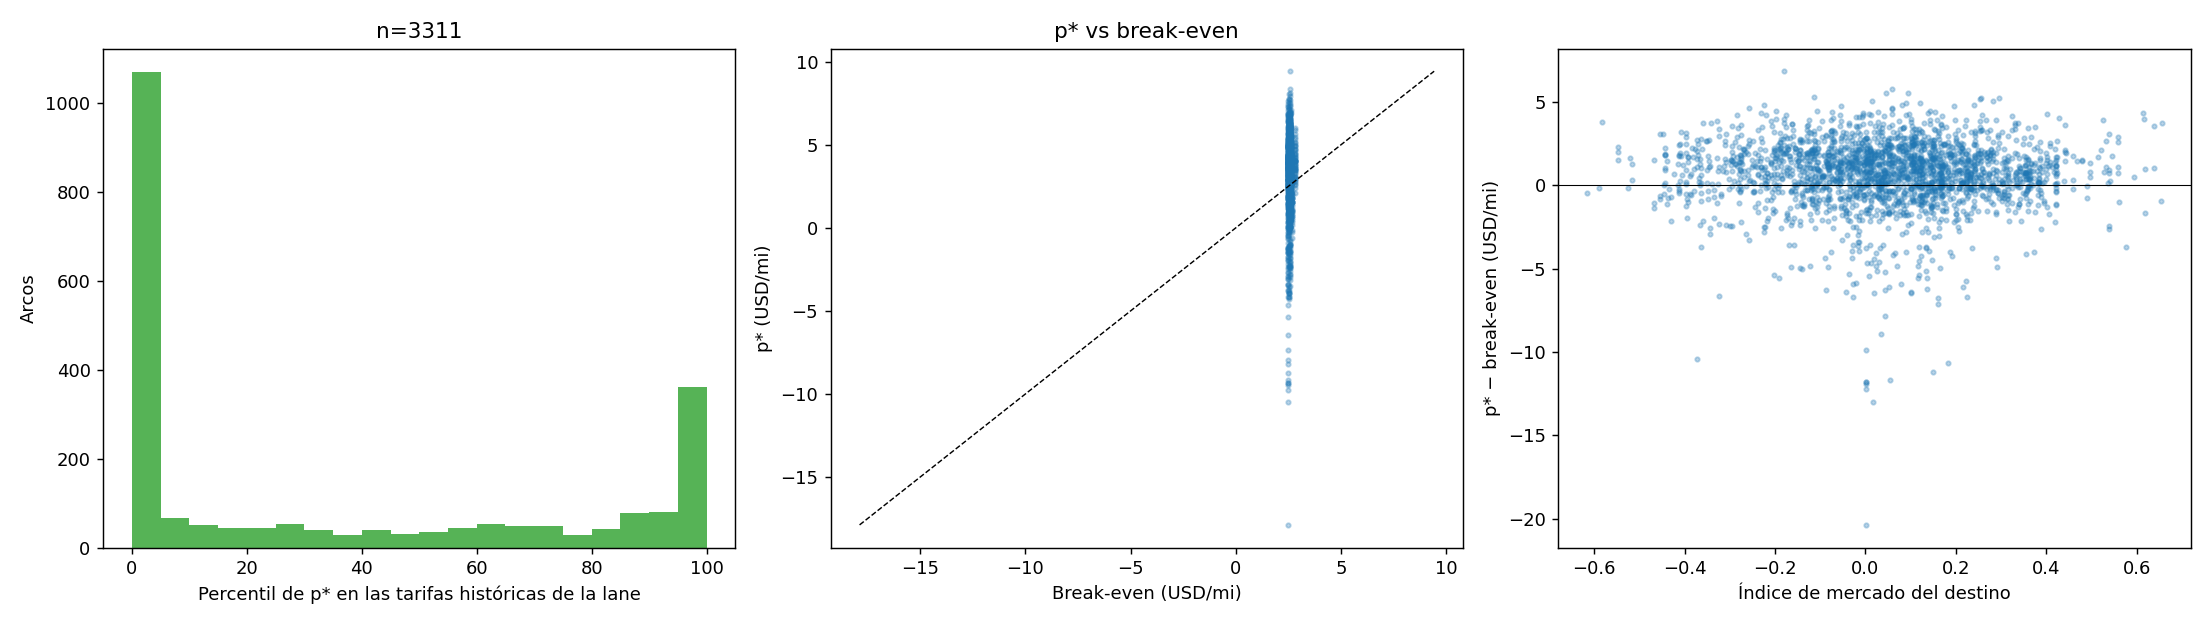 n=3311
1000
800
600
400
200
0
Arcos
0 20 40 60 80 100
Percentil de p* en las tarifas históricas de la lane
p* vs break-even
10
5
0
−5
−10
−15
p* (USD/mi)
−15 −10 −5 0 5 10
Break-even (USD/mi)
5
0
−5
−10
−15
−20
p* − break-even (USD/mi)
−0.6 −0.4 −0.2 0.0 0.2 0.4 0.6
Índice de mercado del destino